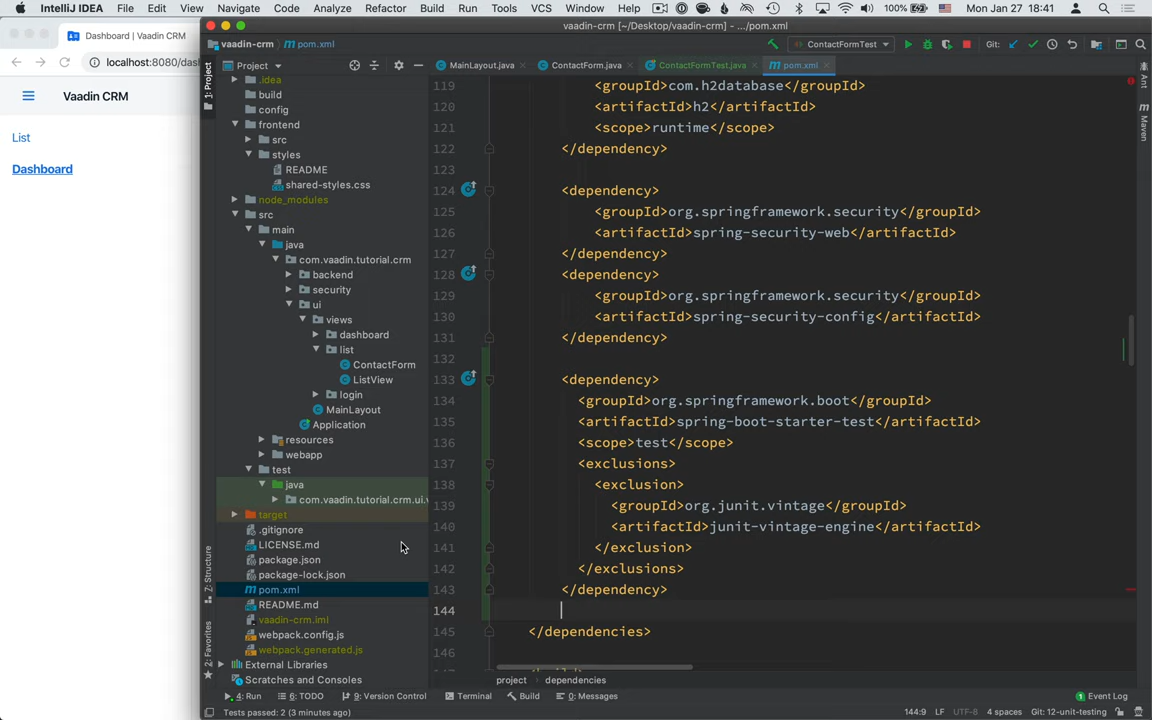 IntelliJ IDEA File Edit View Navigate Code Analyze Refactor Build Run Tools VCS Window Help 100% Mon Jan 27 18:41
vaadin-crm [~/Desktop/vaadin-crm] - .../pom.xml
Dashboard | Vaadin CRM
localhost:8080/das
Vaadin CRM
List
Dashboard
vaadin-crm pom.xml
ContactFormTest
Git:
Project
MainLayout.java
ContactForm.java
ContactFormTest.java
pom.xml
1: Project
7: Structure
2: Favorites
Ant
Maven
.idea
build
config
frontend
src
styles
README
shared-styles.css
node_modules
src
main
java
com.vaadin.tutorial.crm
backend
security
ui
views
dashboard
list
ContactForm
ListView
login
MainLayout
Application
resources
webapp
test
java
com.vaadin.tutorial.crm.ui.v
target
.gitignore
LICENSE.md
package.json
package-lock.json
pom.xml
README.md
vaadin-crm.iml
webpack.config.js
webpack.generated.js
External Libraries
Scratches and Consoles
119 <groupId>com.h2database</groupId>
120 <artifactId>h2</artifactId>
121 <scope>runtime</scope>
122 </dependency>
123
124 <dependency>
125 <groupId>org.springframework.security</groupId>
126 <artifactId>spring-security-web</artifactId>
127 </dependency>
128 <dependency>
129 <groupId>org.springframework.security</groupId>
130 <artifactId>spring-security-config</artifactId>
131 </dependency>
132
133 <dependency>
134 <groupId>org.springframework.boot</groupId>
135 <artifactId>spring-boot-starter-test</artifactId>
136 <scope>test</scope>
137 <exclusions>
138 <exclusion>
139 <groupId>org.junit.vintage</groupId>
140 <artifactId>junit-vintage-engine</artifactId>
141 </exclusion>
142 </exclusions>
143 </dependency>
144
145 </dependencies>
146
project dependencies
4: Run 6: TODO 9: Version Control Terminal Build 0: Messages 1 Event Log
Tests passed: 2 (3 minutes ago) 144:9 LF UTF-8 4 spaces Git: 12-unit-testing